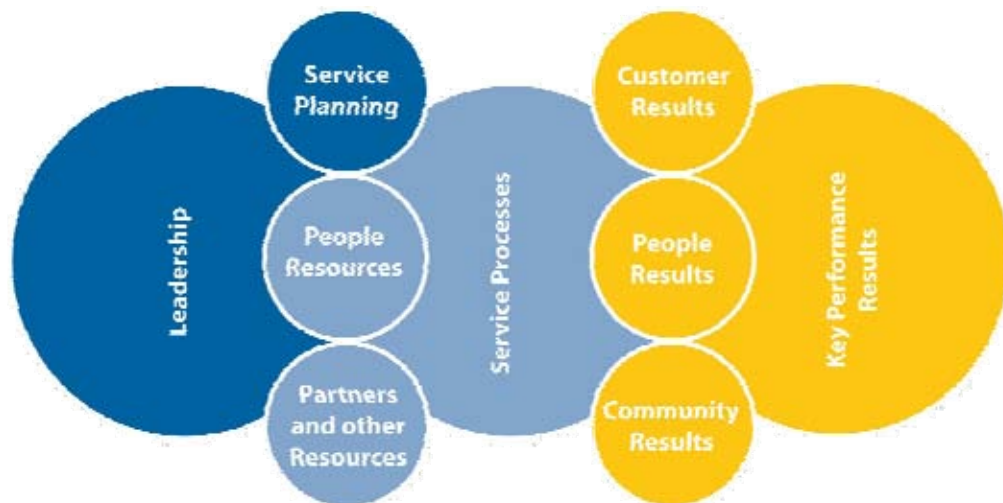 Leadership
Service
Planning
People
Resources
Partners
and other
Resources
Service Processes
Customer
Results
People
Results
Community
Results
Key Performance
Results